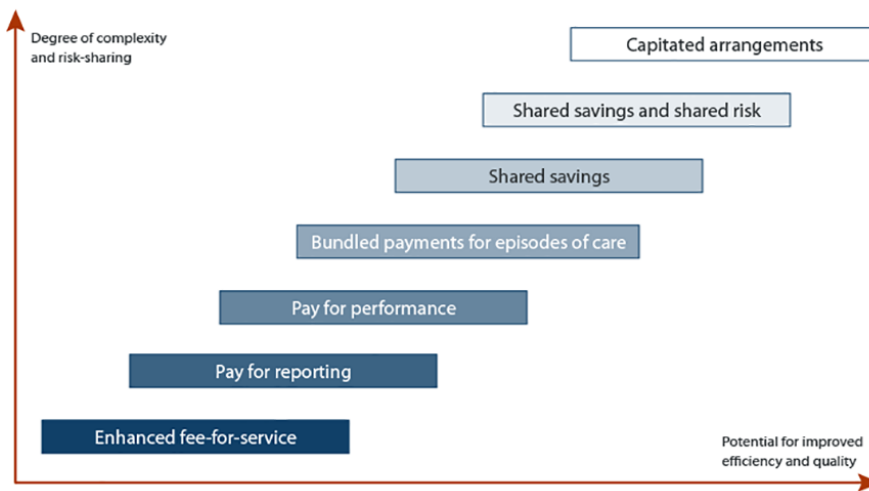 Degree of complexity
and risk-sharing
Capitated arrangements
Shared savings and shared risk
Shared savings
Bundled payments for episodes of care
Pay for performance
Pay for reporting
Enhanced fee-for-service
Potential for improved
efficiency and quality